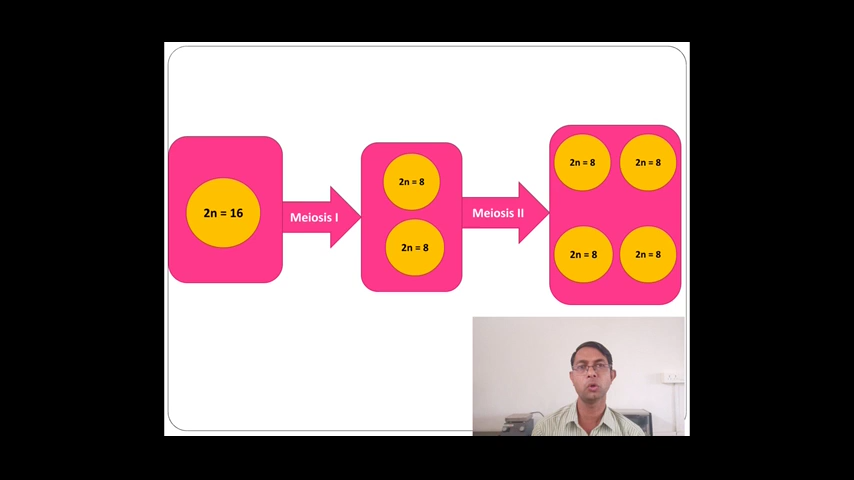 2n = 16
Meiosis I
2n = 8
2n = 8
Meiosis II
2n = 8
2n = 8
2n = 8
2n = 8